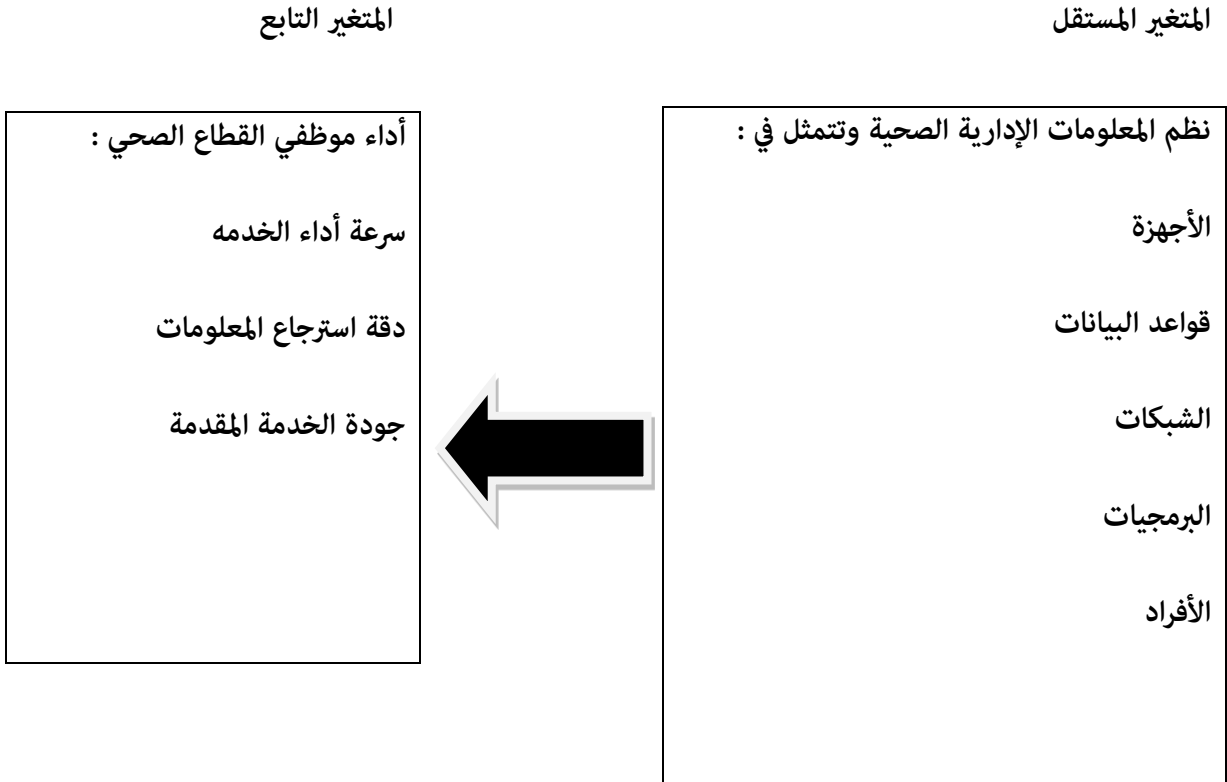 المتغير المستقل
المتغير التابع
نظم المعلومات الإدارية الصحية وتتمثل في :
الأجهزة
قواعد البيانات
الشبكات
البرمجيات
الأفراد
أداء موظفي القطاع الصحي :
سرعة أداء الخدمه
دقة استرجاع المعلومات
جودة الخدمة المقدمة